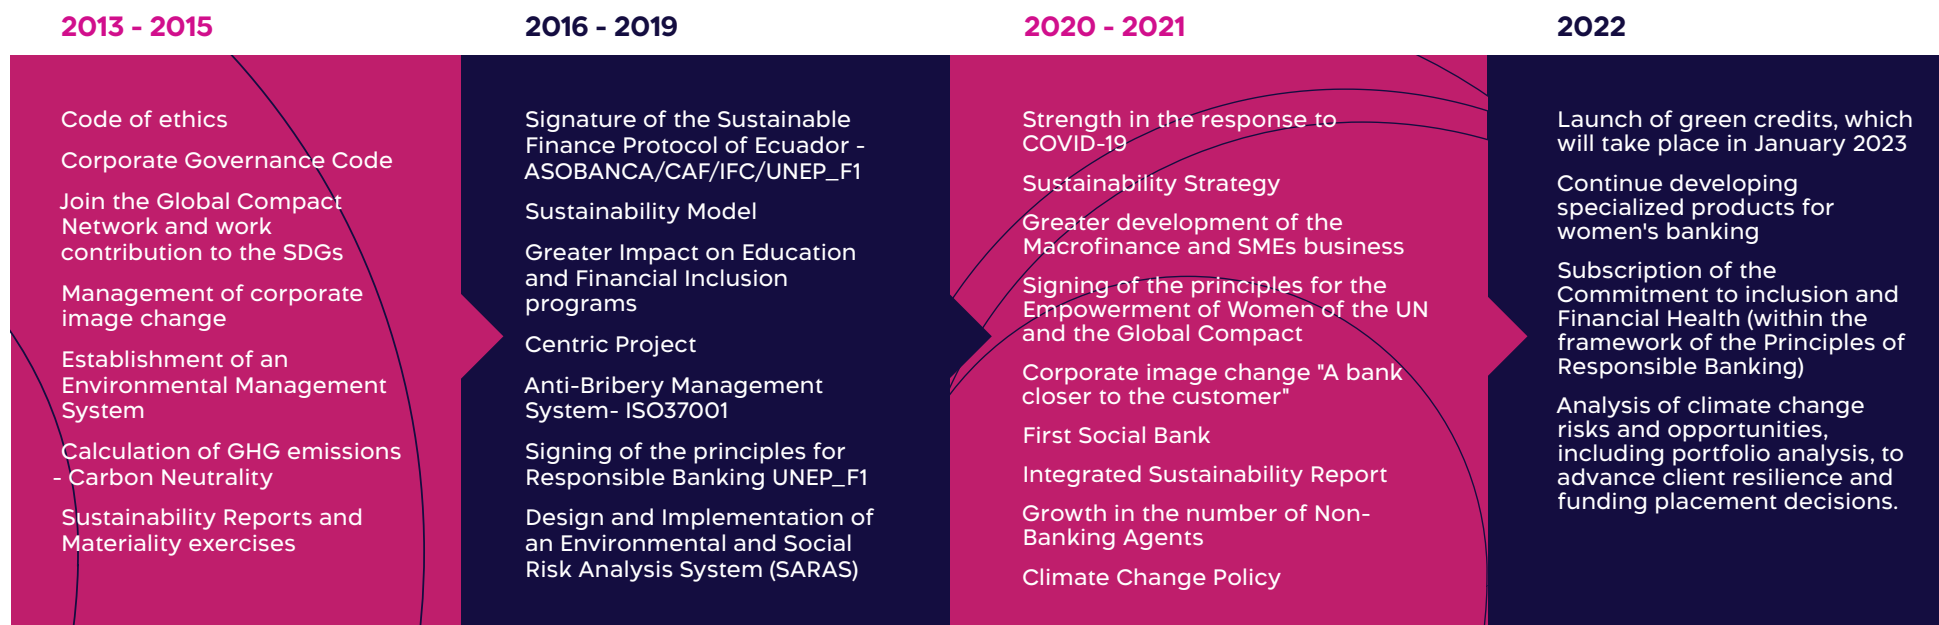 2013 - 2015
Code of ethics
Corporate Governance Code
Join the Global Compact
Network and work
contribution to the SDGs
Management of corporate
image change
Establishment of an
Environmental Management
System
Calculation of GHG emissions
- Carbon Neutrality
Sustainability Reports and
Materiality exercises
2016 - 2019
Signature of the Sustainable
Finance Protocol of Ecuador -
ASOBANCA/CAF/IFC/UNEP_F1
Sustainability Model
Greater Impact on Education
and Financial Inclusion
programs
Centric Project
Anti-Bribery Management
System- ISO37001
Signing of the principles for
Responsible Banking UNEP_F1
Design and Implementation of
an Environmental and Social
Risk Analysis System (SARAS)
2020 - 2021
Strength in the response to
COVID-19
Sustainability Strategy
Greater development of the
Macrofinance and SMEs business
Signing of the principles for the
Empowerment of Women of the UN
and the Global Compact
Corporate image change "A bank
closer to the customer"
First Social Bank
Integrated Sustainability Report
Growth in the number of Non-
Banking Agents
Climate Change Policy
2022
Launch of green credits, which
will take place in January 2023
Continue developing
specialized products for
women's banking
Subscription of the
Commitment to inclusion and
Financial Health (within the
framework of the Principles of
Responsible Banking)
Analysis of climate change
risks and opportunities,
including portfolio analysis, to
advance client resilience and
funding placement decisions.